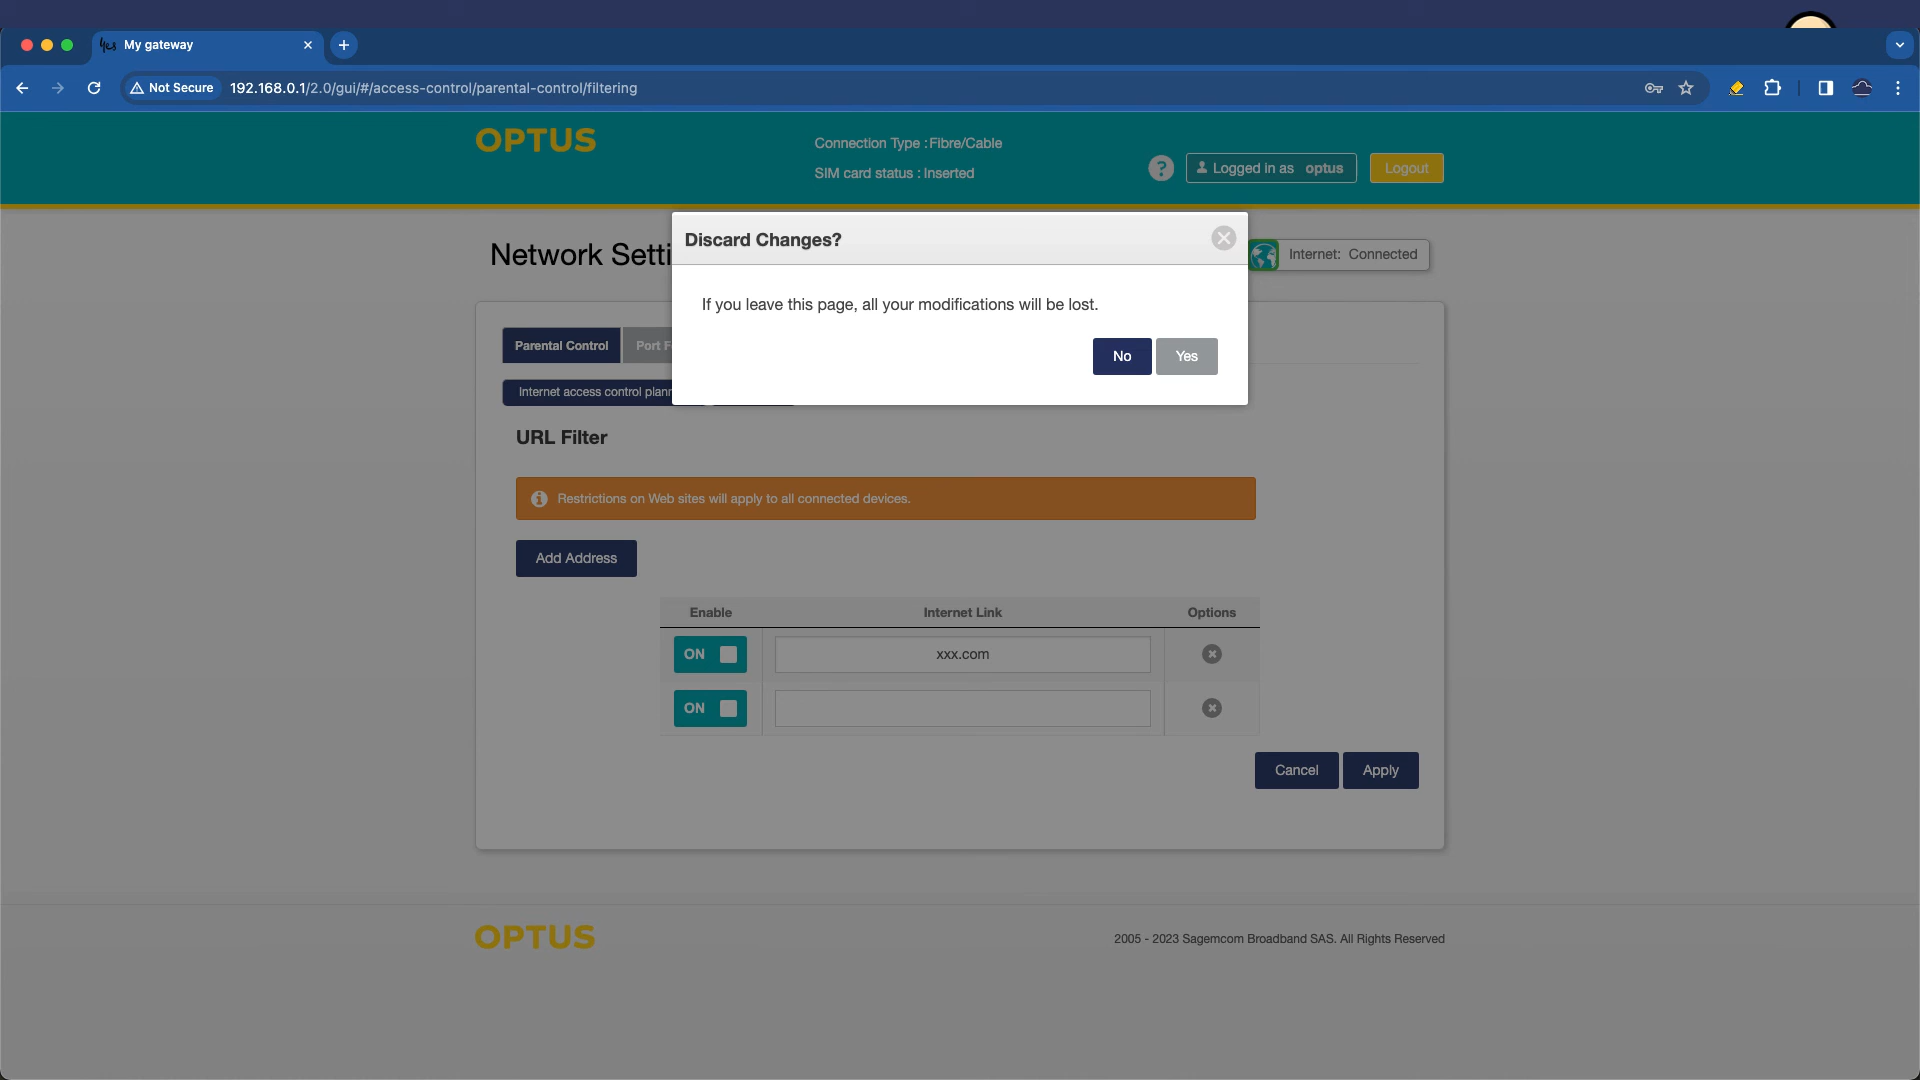 yes My gateway
Not Secure 192.168.0.1/2.0/gui/#/access-control/parental-control/filtering
OPTUS
Connection Type : Fibre/Cable
SIM card status : Inserted
? Logged in as optus
Logout
Network Setti
Internet: Connected
Discard Changes?
If you leave this page, all your modifications will be lost.
No
Yes
Parental Control
Port F
Internet access control plann
URL Filter
Restrictions on Web sites will apply to all connected devices.
Add Address
Enable Internet Link Options
ON xxx.com
ON
Cancel
Apply
OPTUS
2005 - 2023 Sagemcom Broadband SAS. All Rights Reserved